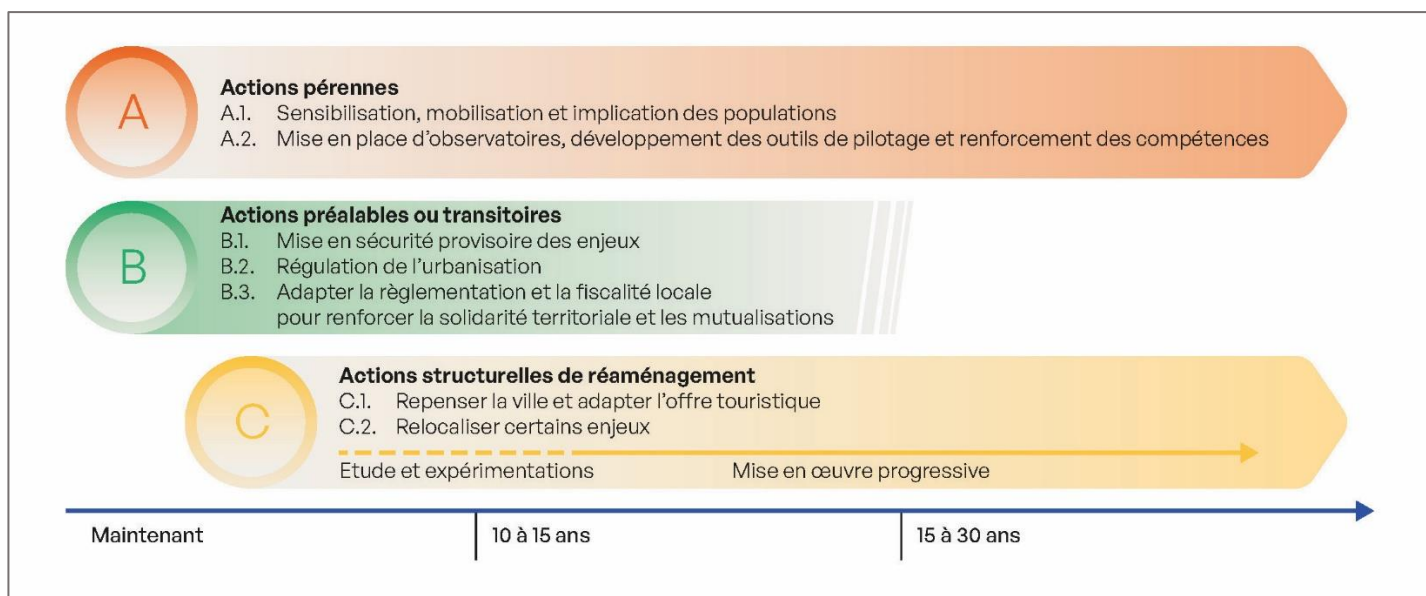 A
Actions pérennes
A.1. Sensibilisation, mobilisation et implication des populations
A.2. Mise en place d'observatoires, développement des outils de pilotage et renforcement des compétences
B
Actions préalables ou transitoires
B.1. Mise en sécurité provisoire des enjeux
B.2. Régulation de l'urbanisation
B.3. Adapter la règlementation et la fiscalité locale
pour renforcer la solidarité territoriale et les mutualisations
C
Actions structurelles de réaménagement
C.1. Repenser la ville et adapter l'offre touristique
C.2. Relocaliser certains enjeux
Etude et expérimentations Mise en œuvre progressive
Maintenant 10 à 15 ans 15 à 30 ans